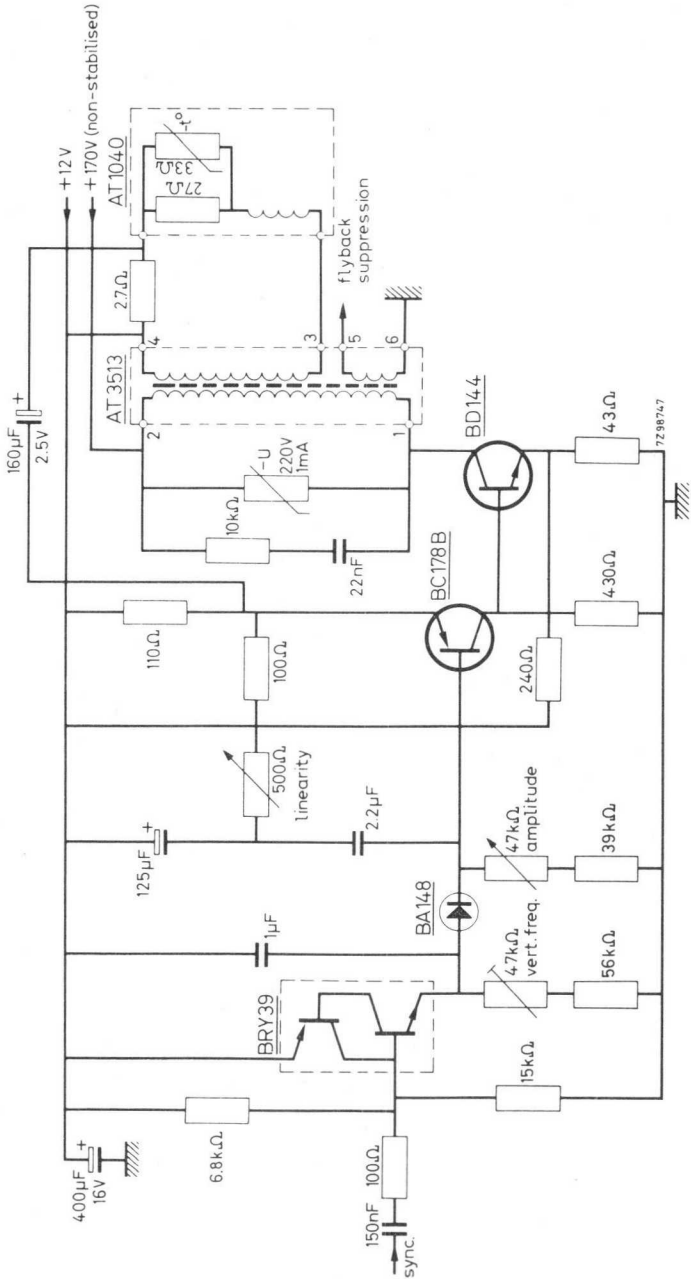 400µF
16V
+
6.8kΩ
150nF
sync.
100Ω
15kΩ
BRY39
1µF
BA148
47kΩ
vert. freq.
56kΩ
125µF
+
500Ω
linearity
2.2µF
47kΩ
amplitude
39kΩ
110Ω
100Ω
BC178B
240Ω
430Ω
160µF
2.5V
+
10kΩ
22nF
-U
220V
1mA
BD144
43Ω
AT3513
2
1
4
3
5
6
2.7Ω
flyback
suppression
AT1040
27Ω
33Ω
-t°
+12V
+170V (non-stabilised)
7Z98747